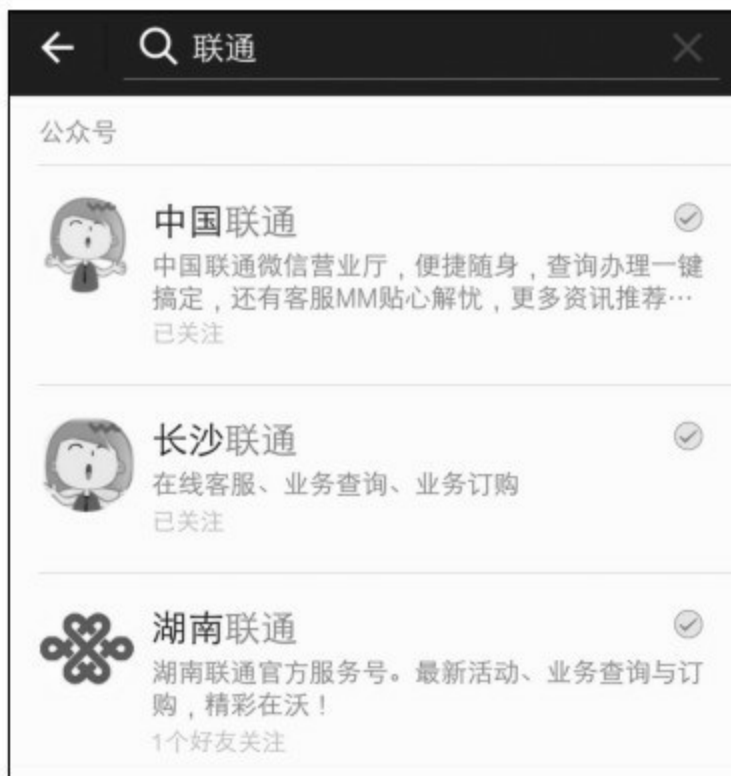 联通
公众号
中国联通
中国联通微信营业厅，便捷随身，查询办理一键
搞定，还有客服MM贴心解忧，更多资讯推荐…
已关注
长沙联通
在线客服、业务查询、业务订购
已关注
湖南联通
湖南联通官方服务号。最新活动、业务查询与订
购，精彩在沃！
1个好友关注